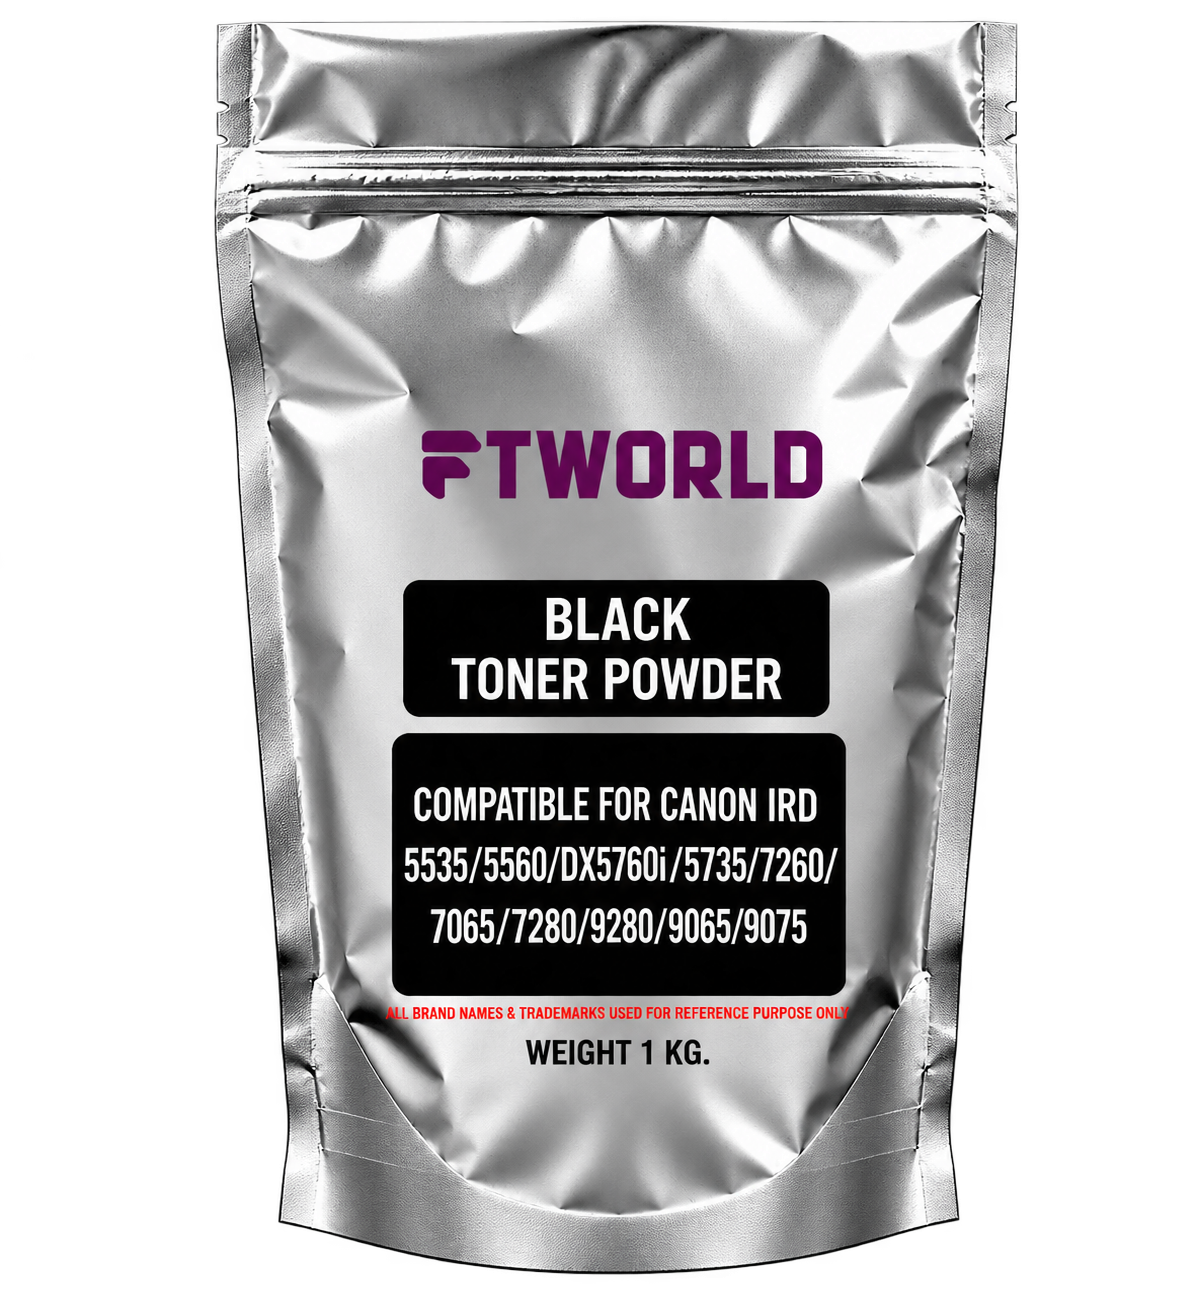 FTWORLD
BLACK
TONER POWDER
COMPATIBLE FOR CANON IRD
5535/5560/DX5760i/5735/7260/
7065/7280/9280/9065/9075
ALL BRAND NAMES & TRADEMARKS USED FOR REFERENCE PURPOSE ONLY
WEIGHT 1 KG.